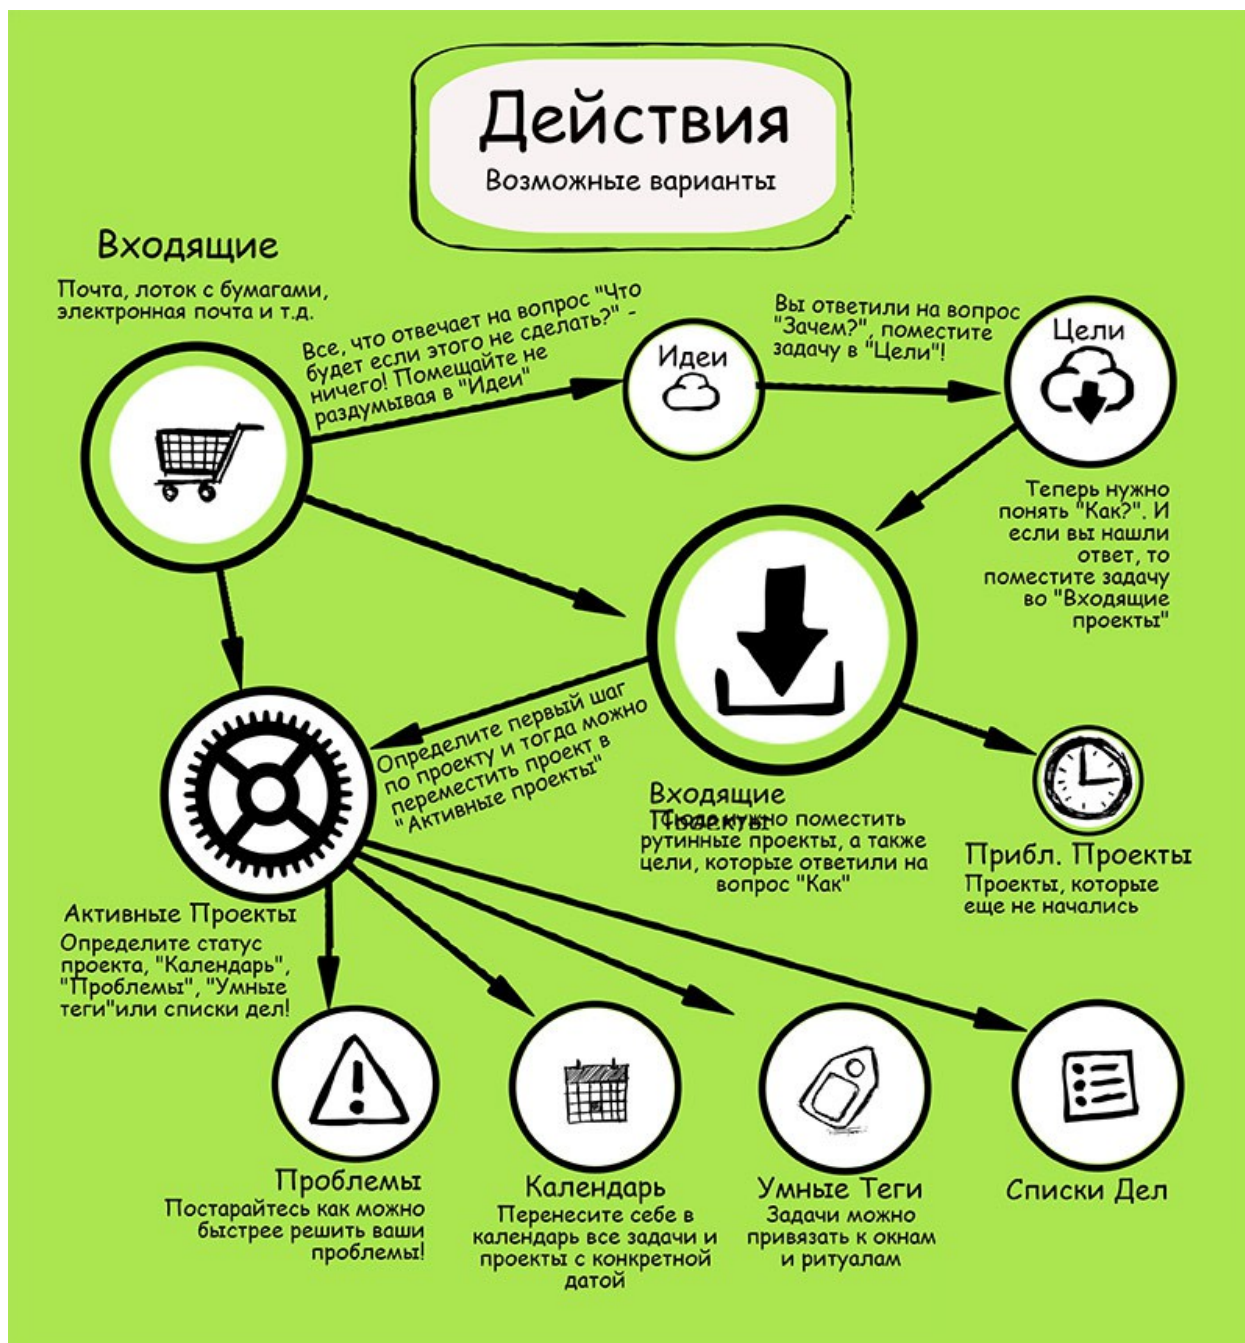 Действия
Возможные варианты
Входящие
Почта, лоток с бумагами,
электронная почта и т.д.
Все, что отвечает на вопрос "Что
будет если этого не сделать?" -
ничего! Помещайте не
раздумывая в "Идеи"
Идеи
Вы ответили на вопрос
"Зачем?", поместите
задачу в "Цели"!
Цели
Теперь нужно
понять "Как?". И
если вы нашли
ответ, то
поместите задачу
во "Входящие
проекты"
Определите первый шаг
по проекту и тогда можно
переместить проект в
"Активные проекты"
Входящие
Проекты
Сюда нужно поместить
рутинные проекты, а также
цели, которые ответили на
вопрос "Как"
Прибл. Проекты
Проекты, которые
еще не начались
Активные Проекты
Определите статус
проекта, "Календарь",
"Проблемы", "Умные
теги"или списки дел!
Проблемы
Постарайтесь как можно
быстрее решить ваши
проблемы!
Календарь
Перенесите себе в
календарь все задачи и
проекты с конкретной
датой
Умные Теги
Задачи можно
привязать к окнам
и ритуалам
Списки Дел